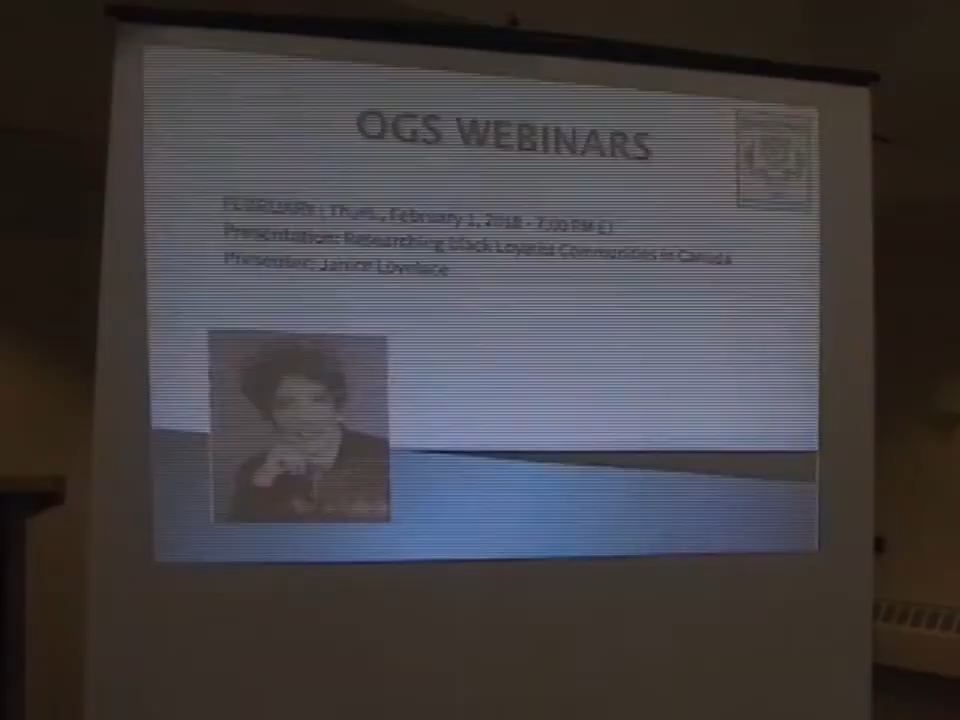 OGS WEBINARS
FEBRUARY | Thurs., February 1, 2018 - 7:00 PM ET
Presentation: Researching Black Loyalist Communities in Canada
Presenter: Janice Lovelace